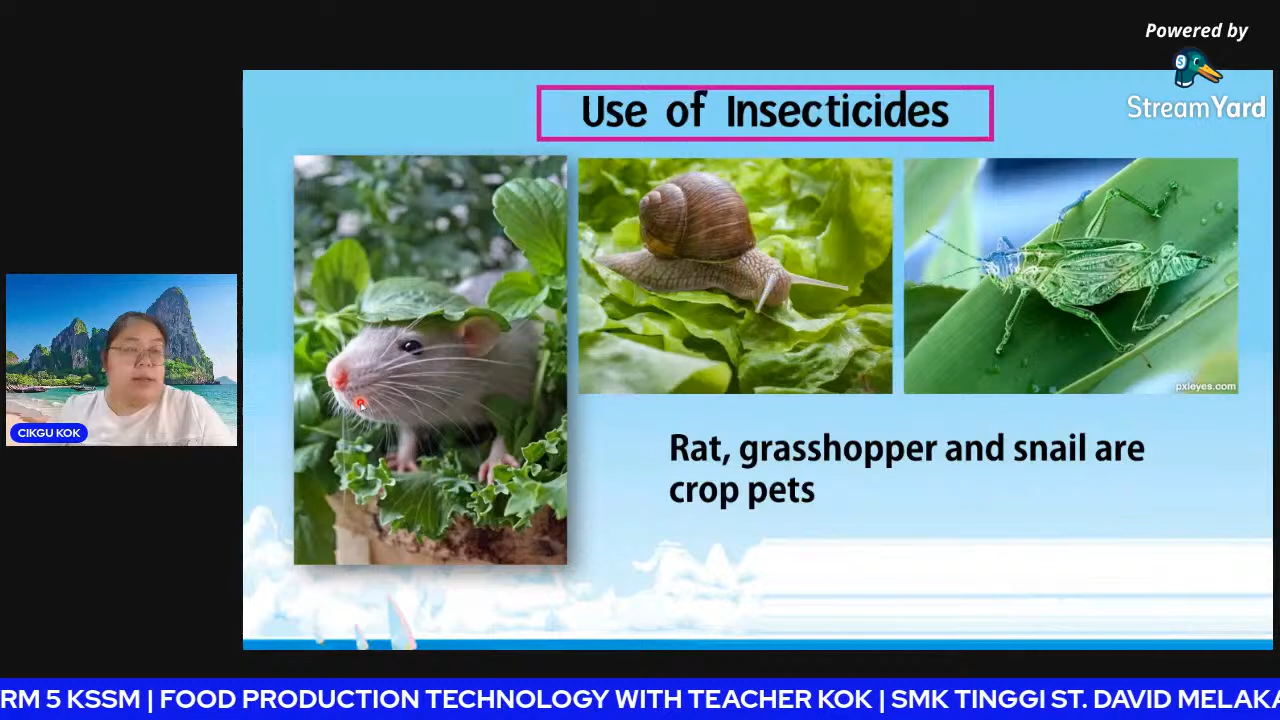 Powered by
StreamYard
Use of Insecticides
pxleyes.com
Rat, grasshopper and snail are
crop pets
CIKGU KOK
RM 5 KSSM | FOOD PRODUCTION TECHNOLOGY WITH TEACHER KOK | SMK TINGGI ST. DAVID MELAKA